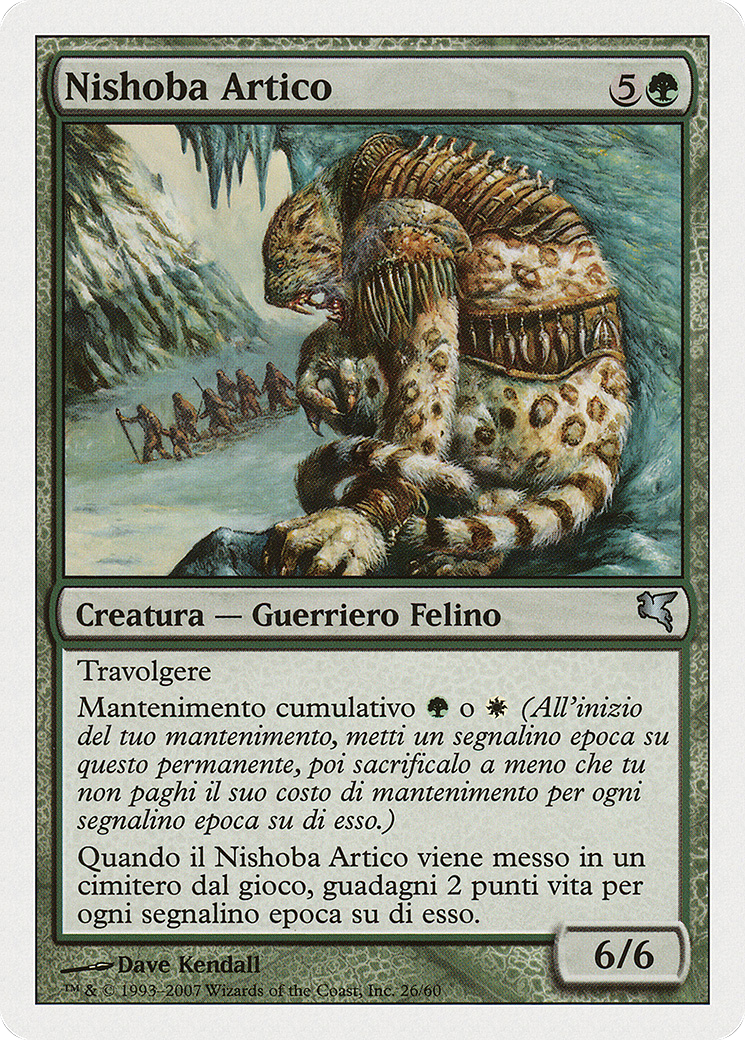 Nishoba Artico 5
Creatura — Guerriero Felino
Travolgere
Mantenimento cumulativo o (All'inizio
del tuo mantenimento, metti un segnalino epoca su
questo permanente, poi sacrificalo a meno che tu
non paghi il suo costo di mantenimento per ogni
segnalino epoca su di esso.)
Quando il Nishoba Artico viene messo in un
cimitero dal gioco, guadagni 2 punti vita per
ogni segnalino epoca su di esso.
6/6
Dave Kendall
™ & © 1993–2007 Wizards of the Coast, Inc. 26/60